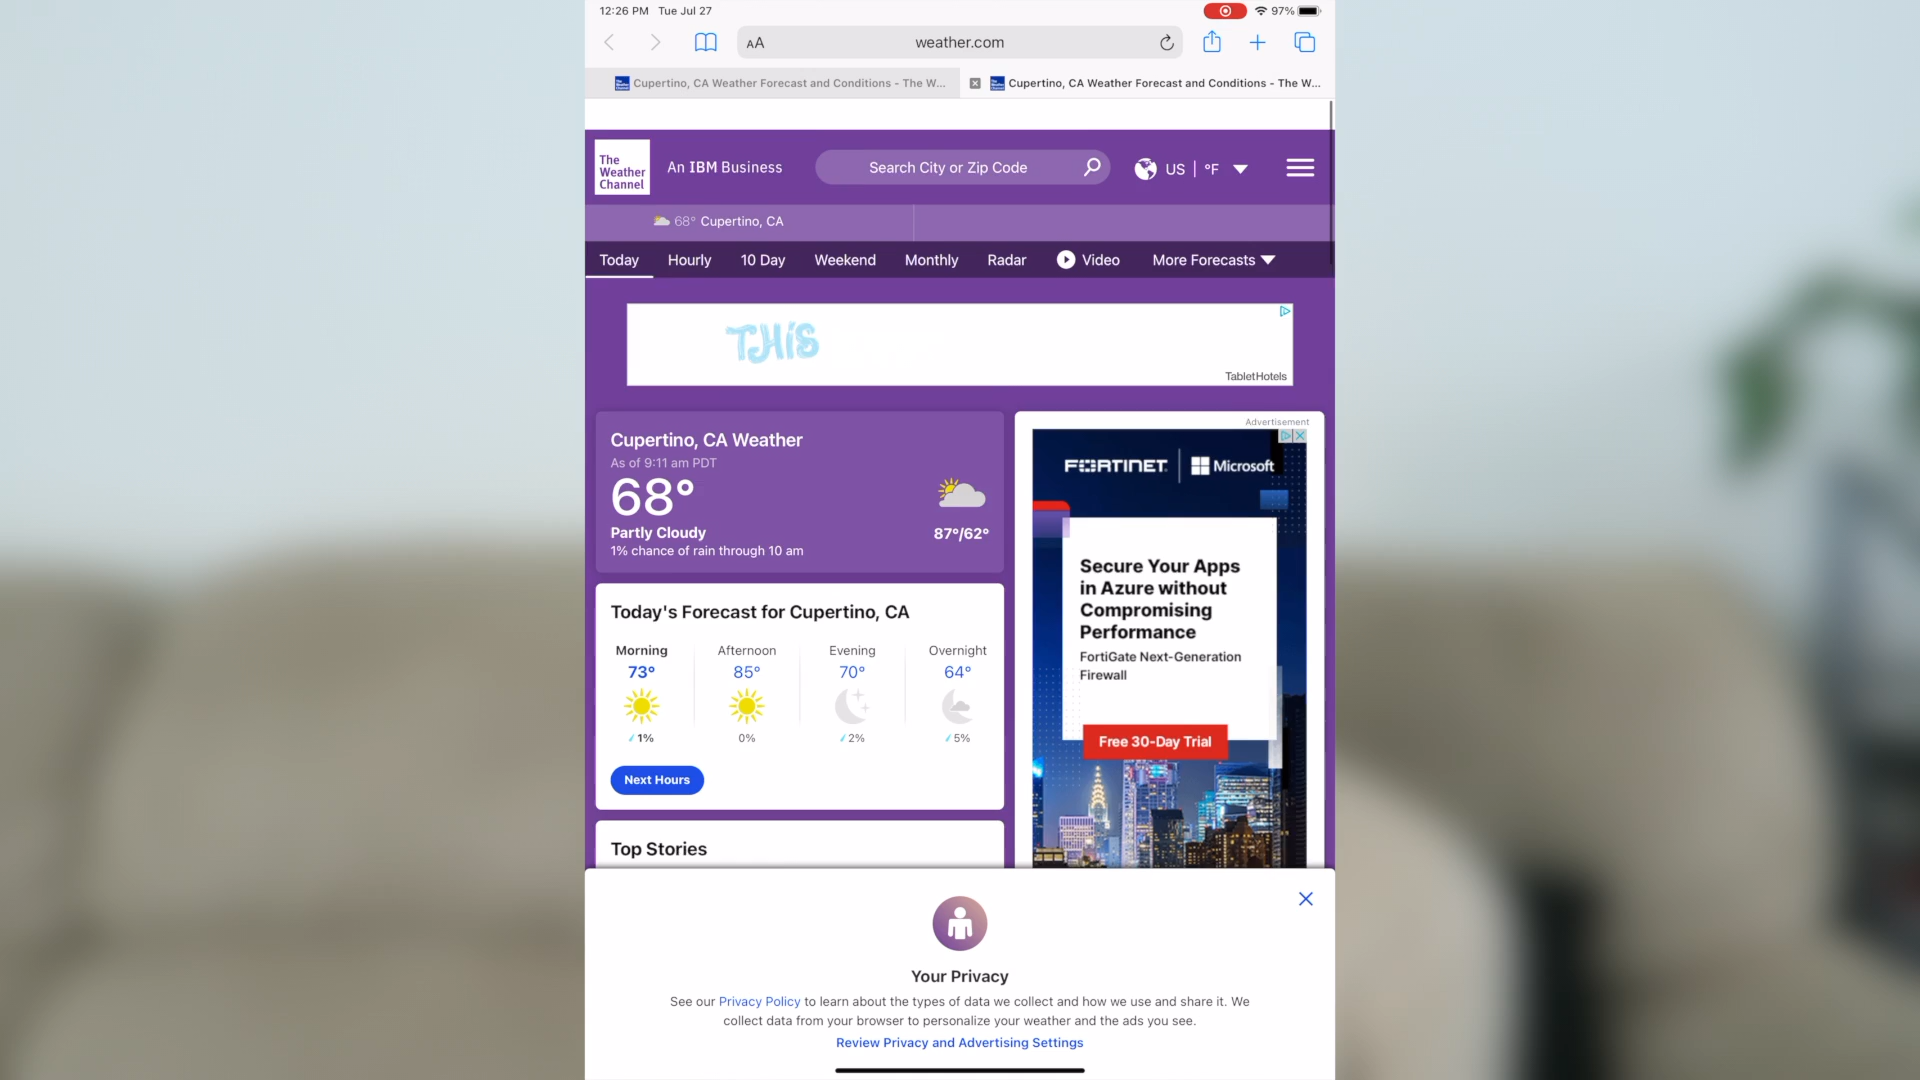 12:26 PM Tue Jul 27
97%
AA
weather.com
Cupertino, CA Weather Forecast and Conditions - The W...
Cupertino, CA Weather Forecast and Conditions - The W...
The Weather Channel
An IBM Business
Search City or Zip Code
US | °F
68° Cupertino, CA
Today Hourly 10 Day Weekend Monthly Radar Video More Forecasts
THIS
TabletHotels
Cupertino, CA Weather
As of 9:11 am PDT
68°
Partly Cloudy
87°/62°
1% chance of rain through 10 am
Advertisement
FORTINET | Microsoft
Secure Your Apps
in Azure without
Compromising
Performance
FortiGate Next-Generation
Firewall
Free 30-Day Trial
Today's Forecast for Cupertino, CA
Morning Afternoon Evening Overnight
73° 85° 70° 64°
1% 0% 2% 5%
Next Hours
Top Stories
Your Privacy
See our Privacy Policy to learn about the types of data we collect and how we use and share it. We
collect data from your browser to personalize your weather and the ads you see.
Review Privacy and Advertising Settings